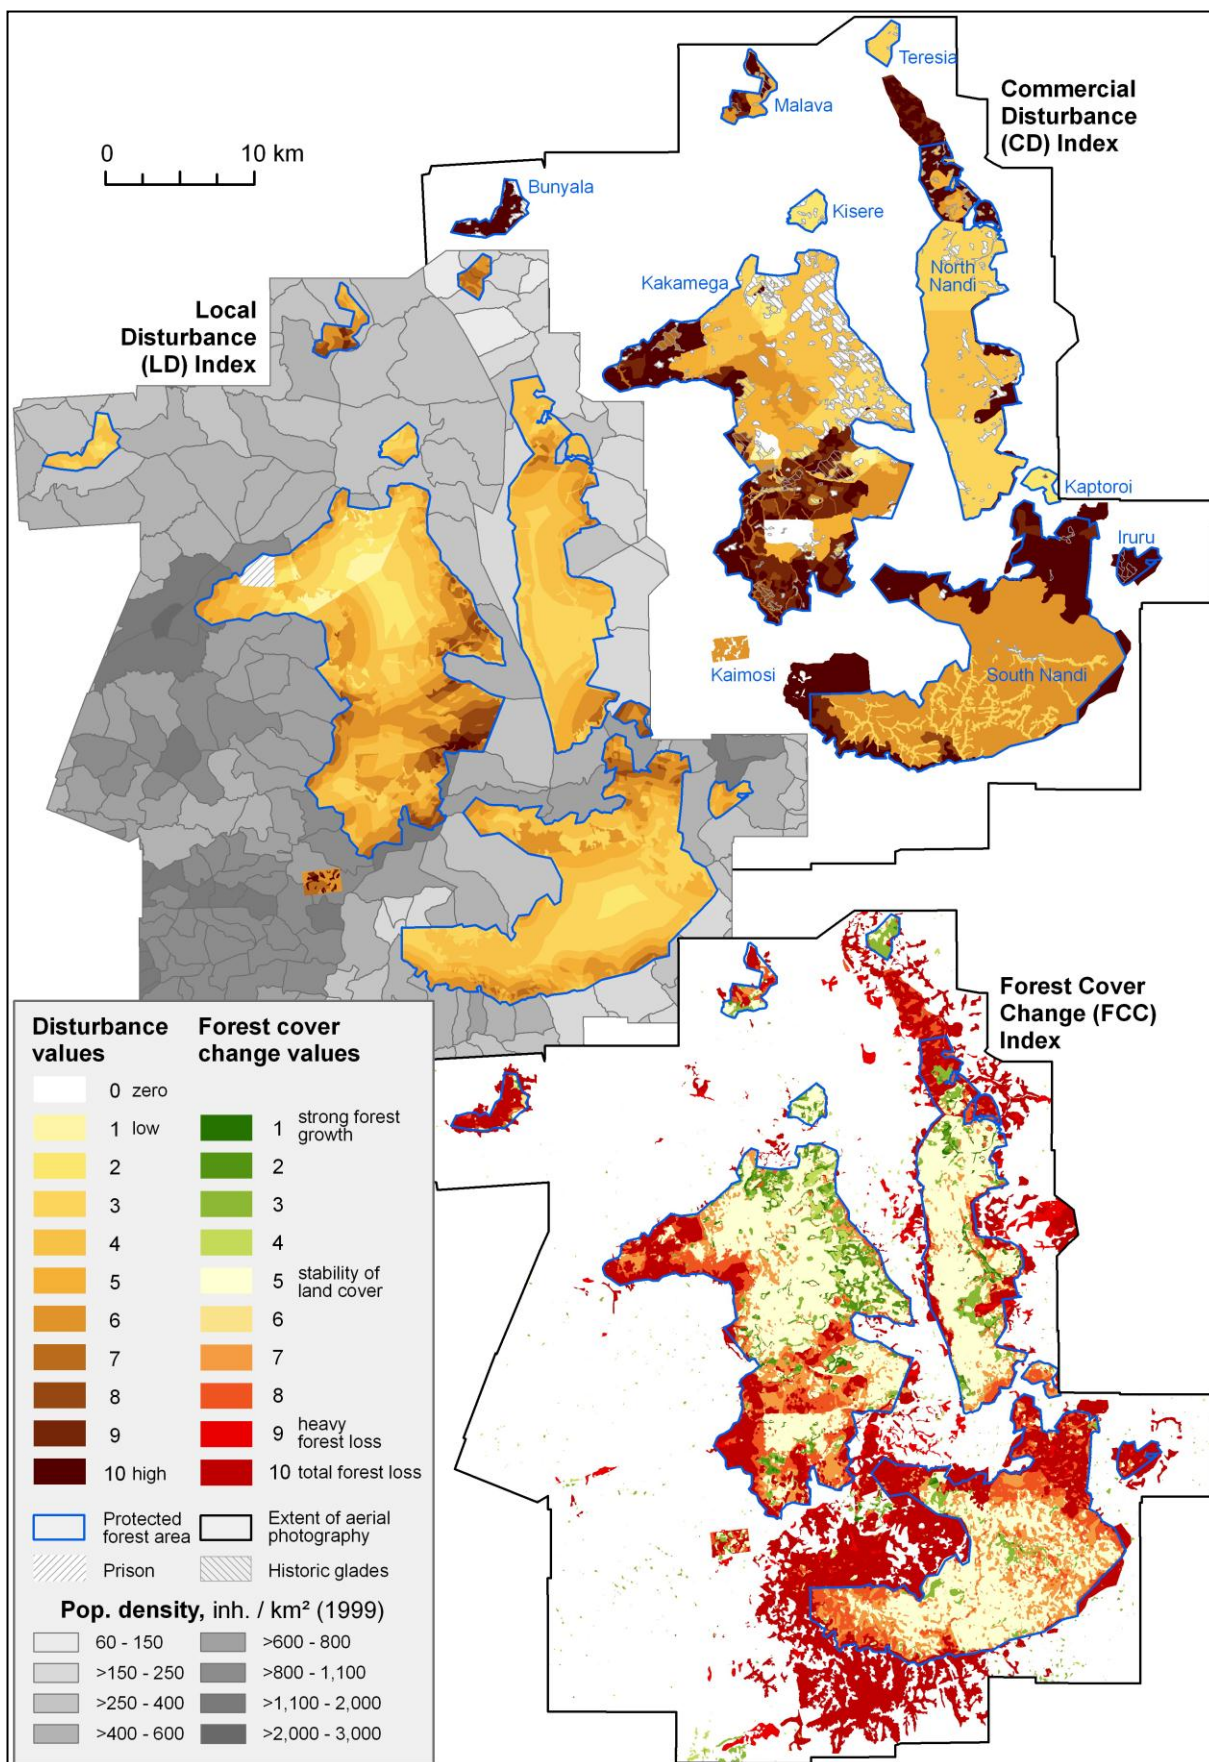 Teresia
Commercial
Disturbance
(CD) Index
Malava
0 10 km
Bunyala
Kisere
North
Nandi
Kakamega
Local
Disturbance
(LD) Index
Kaptoroi
Iruru
Kaimosi
South Nandi
Forest Cover
Change (FCC)
Index
Disturbance
values
Forest cover
change values
0 zero
1 low
1 strong forest
growth
2
2
3
3
4
4
5
5 stability of
land cover
6
6
7
7
8
8
9
9 heavy
forest loss
10 high
10 total forest loss
Protected
forest area
Extent of aerial
photography
Prison
Historic glades
Pop. density, inh. / km² (1999)
60 - 150
>600 - 800
>150 - 250
>800 - 1,100
>250 - 400
>1,100 - 2,000
>400 - 600
>2,000 - 3,000